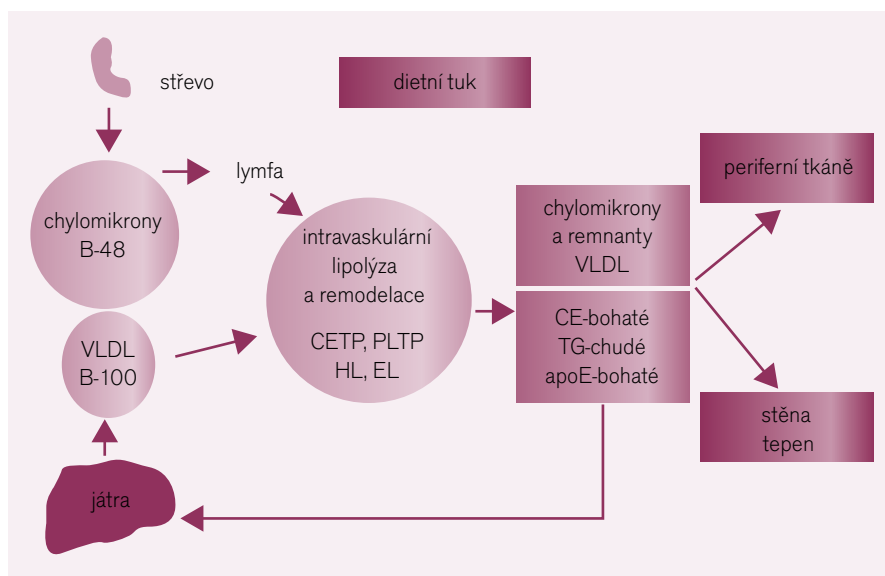 střevo
dietní tuk
lymfa
chylomikrony
B-48
VLDL
B-100
játra
intravaskulární
lipolýza
a remodelace
CETP, PLTP
HL, EL
chylomikrony
a remnanty
VLDL
CE-bohaté
TG-chudé
apoE-bohaté
periferní tkáně
stěna
tepen